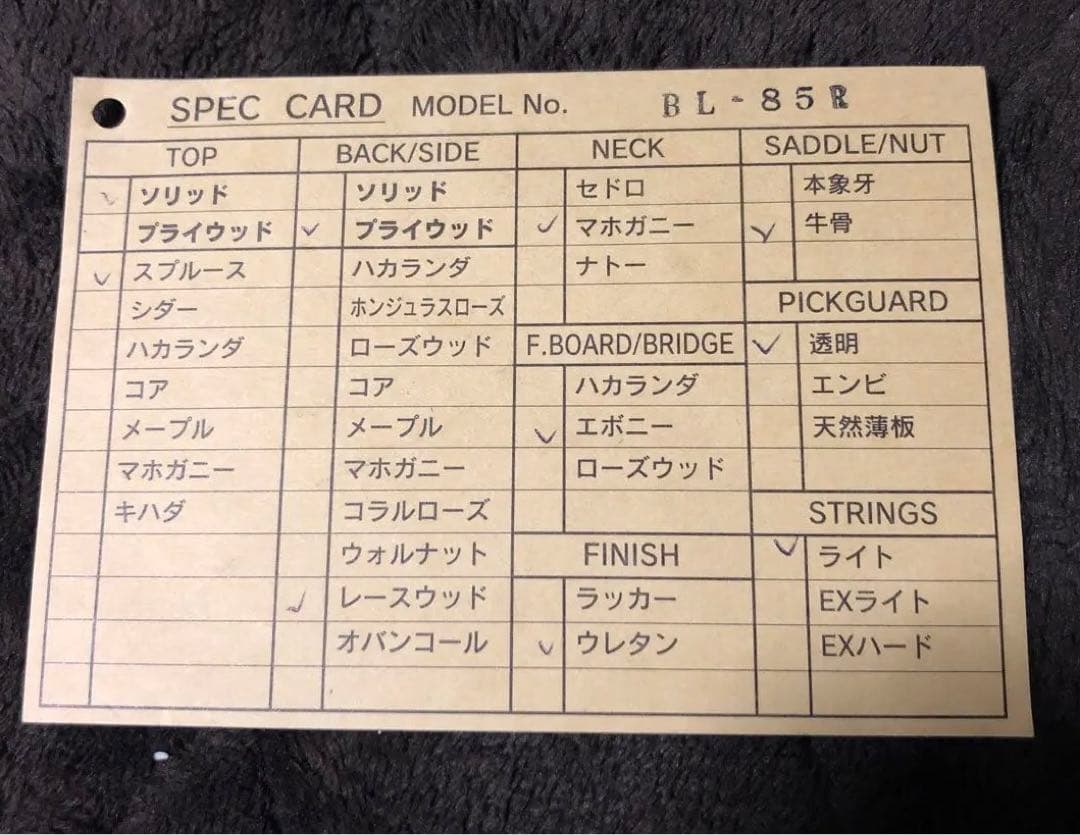 SPEC CARD MODEL No. BL-85R
TOP
✓ ソリッド
プライウッド
✓ スプルース
シダー
ハカランダ
コア
メープル
マホガニー
キハダ
BACK/SIDE
ソリッド
✓ プライウッド
ハカランダ
ホンジュラスローズ
ローズウッド
コア
メープル
マホガニー
コラルローズ
ウォルナット
✓ レースウッド
オバンコール
NECK
セドロ
✓ マホガニー
ナトー
F.BOARD/BRIDGE
ハカランダ
✓ エボニー
ローズウッド
FINISH
ラッカー
✓ ウレタン
SADDLE/NUT
本象牙
✓ 牛骨
PICKGUARD
✓ 透明
エンビ
天然薄板
STRINGS
✓ ライト
EXライト
EXハード